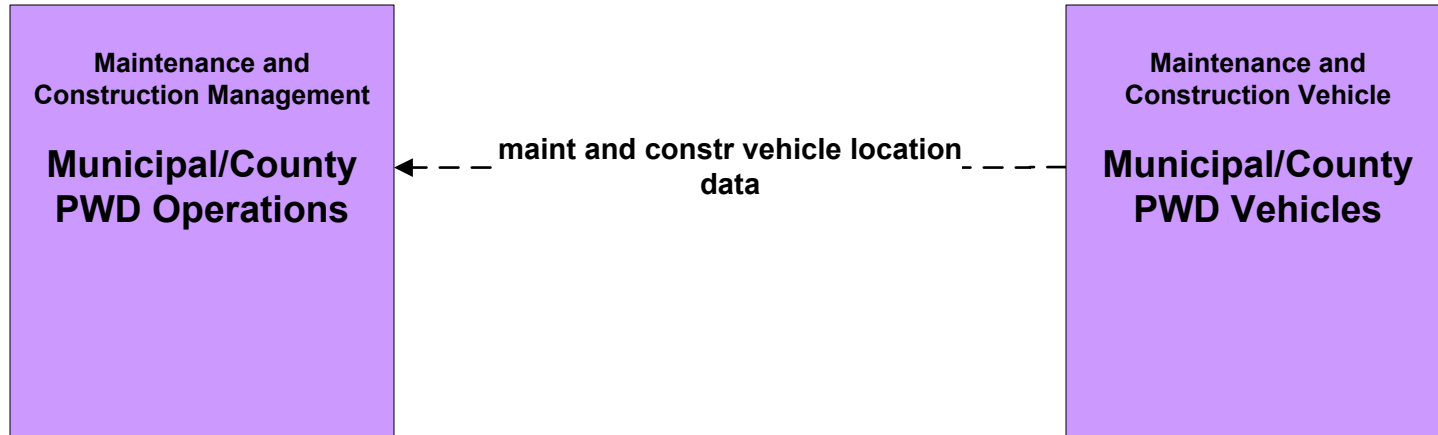 Maintenance and
Construction Management
Municipal/County
PWD Operations
maint and constr vehicle location
data
Maintenance and
Construction Vehicle
Municipal/County
PWD Vehicles